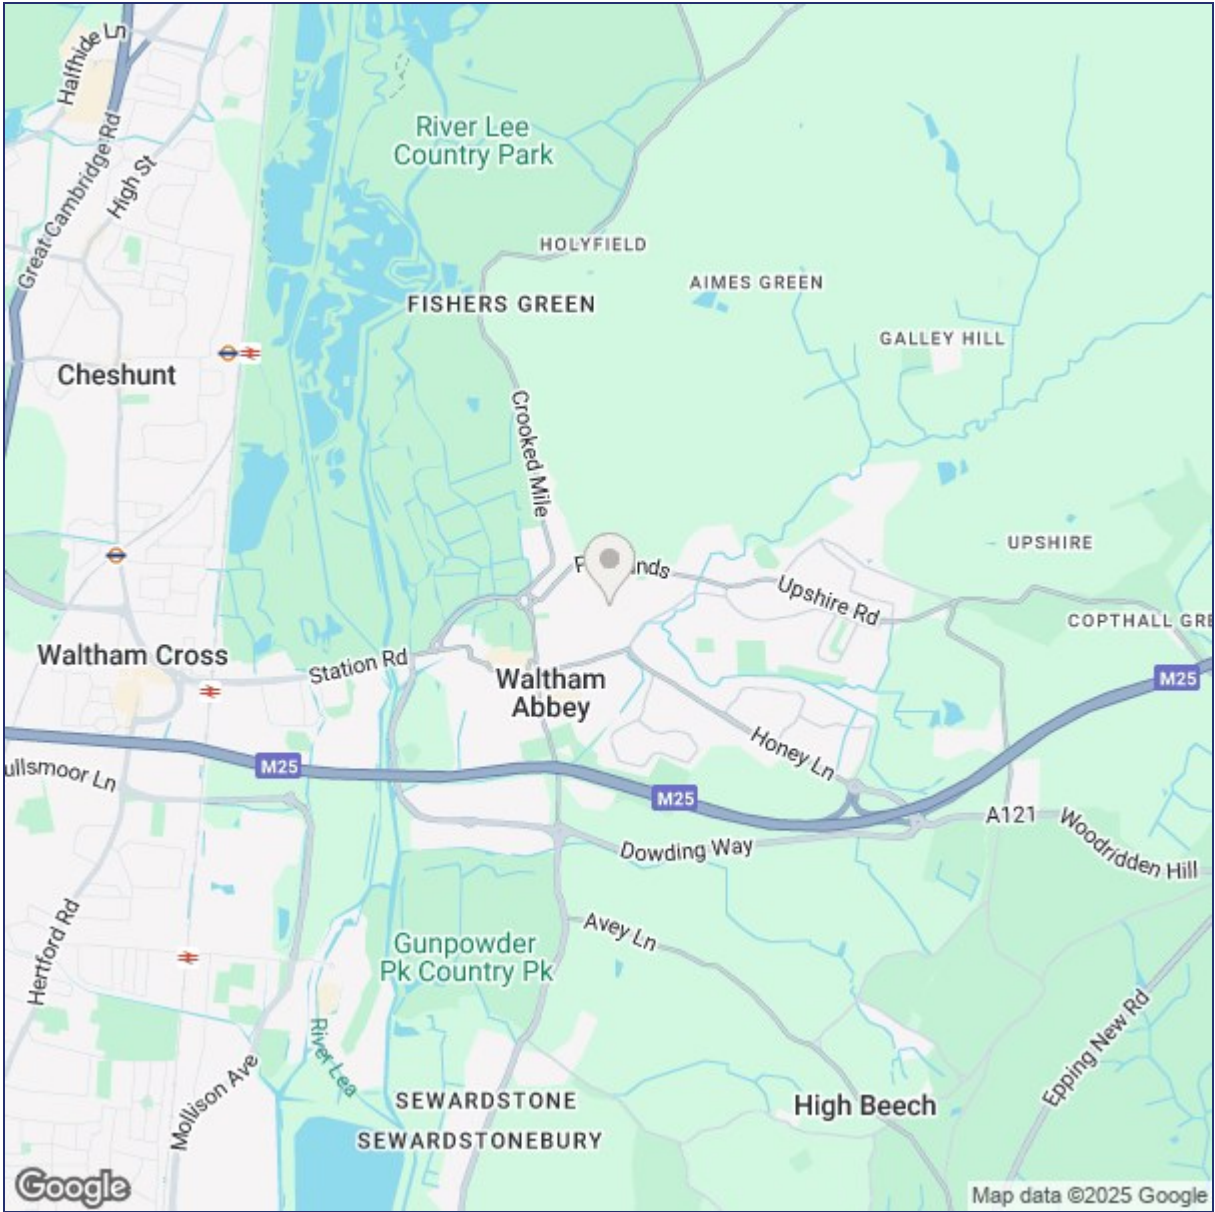 Halfhide Ln
Great Cambridge Rd
High St
River Lee
Country Park
HOLYFIELD
AIMES GREEN
FISHERS GREEN
GALLEY HILL
Cheshunt
Crooked Mile
UPSHIRE
Upshire Rd
COPTHALL GRE
Waltham Cross
Station Rd
Waltham
Abbey
M25
Honey Ln
M25
ullsmoor Ln
M25
A121
Woodridden Hill
Dowding Way
Avey Ln
Hertford Rd
Gunpowder
Pk Country Pk
Epping New Rd
River Lea
Mollison Ave
SEWARDSTONE
High Beech
SEWARDSTONEBURY
Google
Map data ©2025 Google